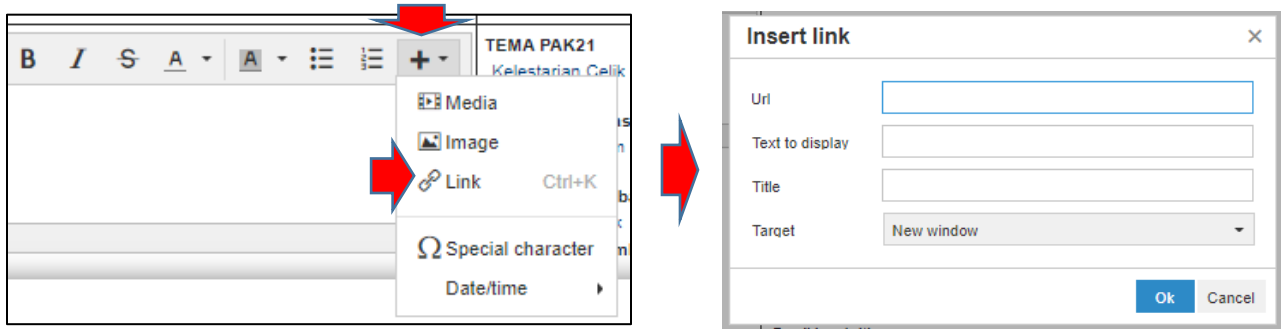 B I S A A +
TEMA PAK21
Kelestarian Celik
Media
Image
Link Ctrl+K
Ω Special character
Date/time
Insert link ×
Url
Text to display
Title
Target New window
Ok Cancel